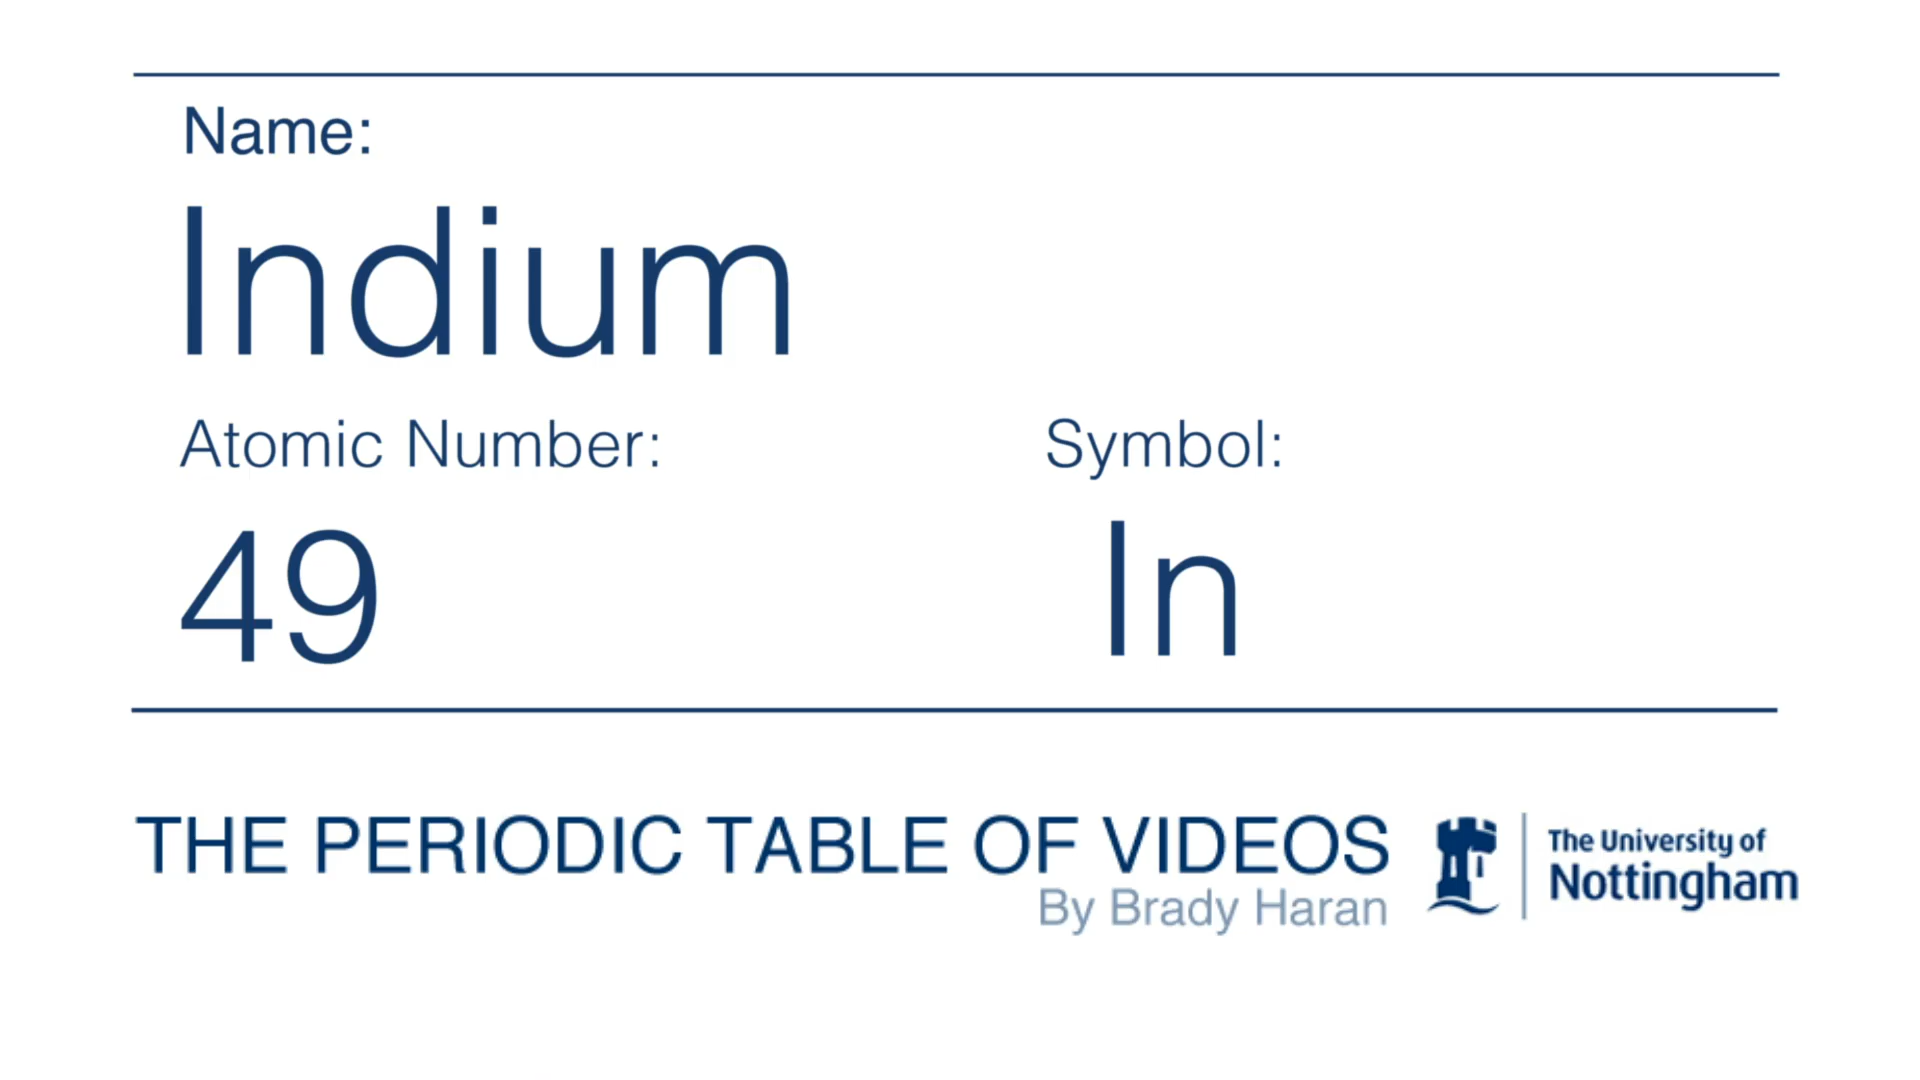 Name:
Indium
Atomic Number:
Symbol:
49
In
THE PERIODIC TABLE OF VIDEOS
By Brady Haran
The University of
Nottingham